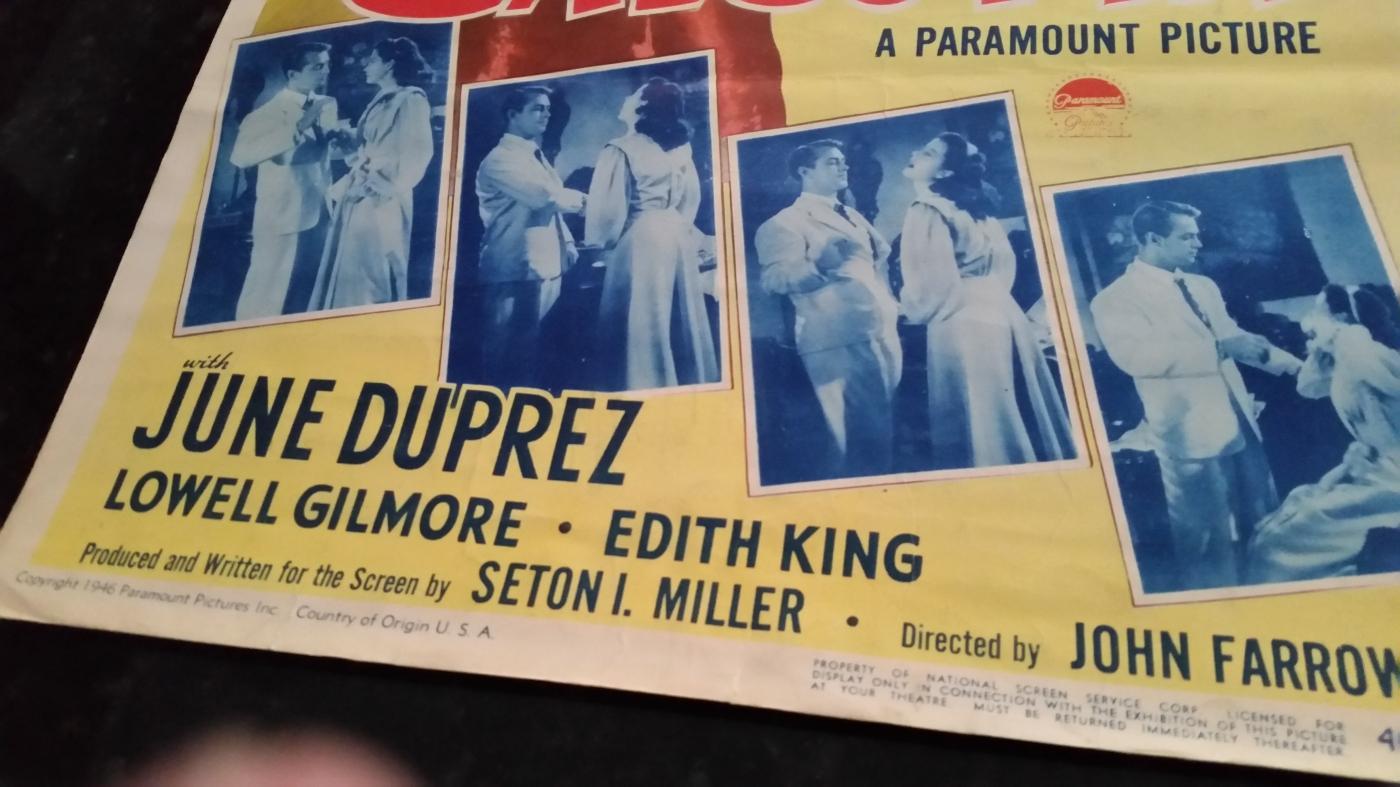 A PARAMOUNT PICTURE
Paramount
Pictures
with
JUNE DUPREZ
LOWELL GILMORE • EDITH KING
Produced and Written for the Screen by SETON I. MILLER • Directed by JOHN FARROW
Copyright 1946 Paramount Pictures Inc Country of Origin U. S. A.
PROPERTY OF NATIONAL SCREEN SERVICE CORP. LICENSED FOR
DISPLAY ONLY IN CONNECTION WITH THE EXHIBITION OF THIS PICTURE
AT YOUR THEATRE. MUST BE RETURNED IMMEDIATELY THEREAFTER.